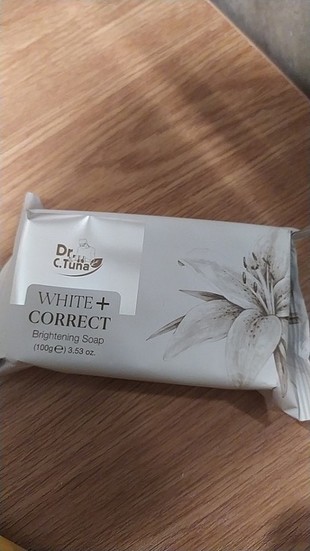 Dr.
C.Tuna
WHITE +
CORRECT
Brightening Soap
(100g℮) 3.53 oz.